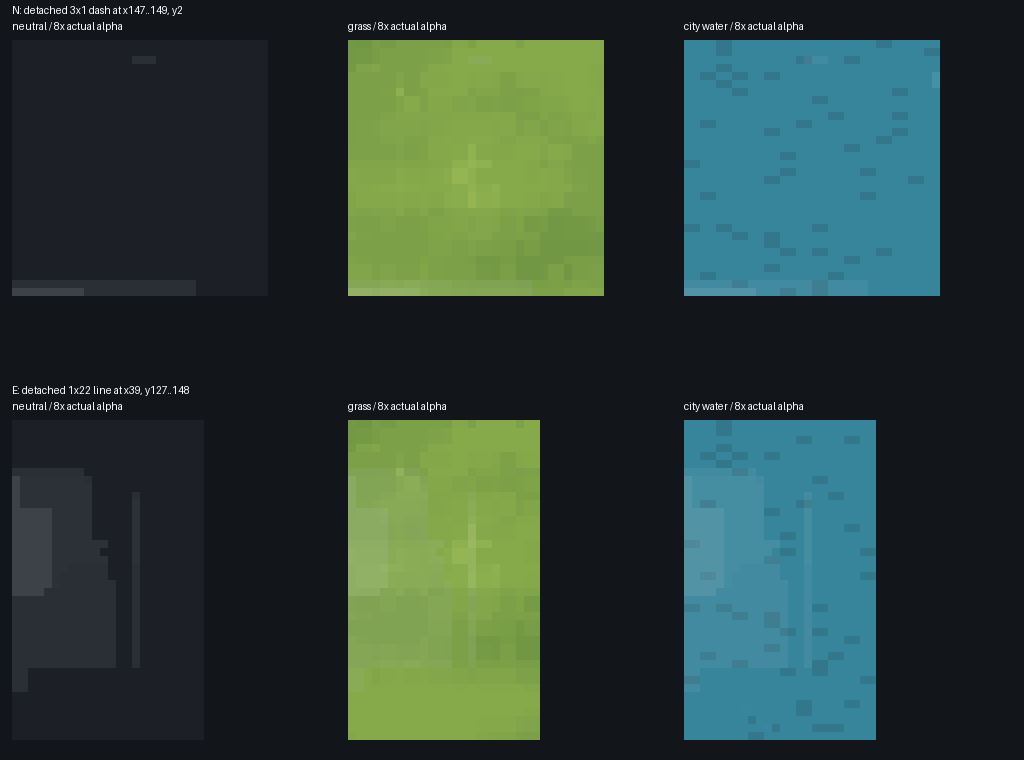 N: detached 3x1 dash at x147..149, y2
neutral / 8x actual alpha
grass / 8x actual alpha
city water / 8x actual alpha
E: detached 1x22 line at x39, y127..148
neutral / 8x actual alpha
grass / 8x actual alpha
city water / 8x actual alpha